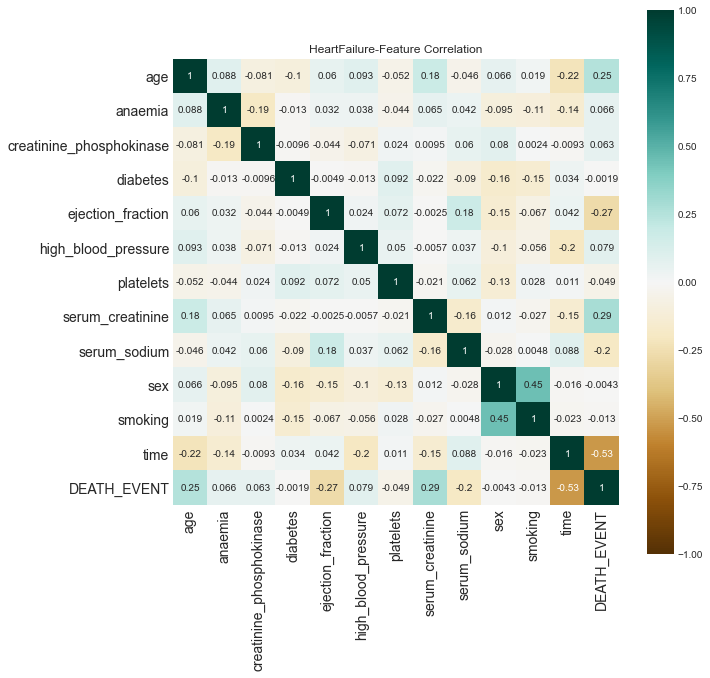 HeartFailure-Feature Correlation
age 1 0.088 -0.081 -0.1 0.06 0.093 -0.052 0.18 -0.046 0.066 0.019 -0.22 0.25
anaemia 0.088 1 -0.19 -0.013 0.032 0.038 -0.044 0.065 0.042 -0.095 -0.11 -0.14 0.066
creatinine_phosphokinase -0.081 -0.19 1 -0.0096 -0.044 -0.071 0.024 0.0095 0.06 0.08 0.0024 -0.0093 0.063
diabetes -0.1 -0.013 -0.0096 1 -0.0049 -0.013 0.092 -0.022 -0.09 -0.16 -0.15 0.034 -0.0019
ejection_fraction 0.06 0.032 -0.044 -0.0049 1 0.024 0.072 -0.0025 0.18 -0.15 -0.067 0.042 -0.27
high_blood_pressure 0.093 0.038 -0.071 -0.013 0.024 1 0.05 -0.0057 0.037 -0.1 -0.056 -0.2 0.079
platelets -0.052 -0.044 0.024 0.092 0.072 0.05 1 -0.021 0.062 -0.13 0.028 0.011 -0.049
serum_creatinine 0.18 0.065 0.0095 -0.022 -0.0025 -0.0057 -0.021 1 -0.16 0.012 -0.027 -0.15 0.29
serum_sodium -0.046 0.042 0.06 -0.09 0.18 0.037 0.062 -0.16 1 -0.028 0.0048 0.088 -0.2
sex 0.066 -0.095 0.08 -0.16 -0.15 -0.1 -0.13 0.012 -0.028 1 0.45 -0.016 -0.0043
smoking 0.019 -0.11 0.0024 -0.15 -0.067 -0.056 0.028 -0.027 0.0048 0.45 1 -0.023 -0.013
time -0.22 -0.14 -0.0093 0.034 0.042 -0.2 0.011 -0.15 0.088 -0.016 -0.023 1 -0.53
DEATH_EVENT 0.25 0.066 0.063 -0.0019 -0.27 0.079 -0.049 0.29 -0.2 -0.0043 -0.013 -0.53 1
age
anaemia
creatinine_phosphokinase
diabetes
ejection_fraction
high_blood_pressure
platelets
serum_creatinine
serum_sodium
sex
smoking
time
DEATH_EVENT
1.00
0.75
0.50
0.25
0.00
-0.25
-0.50
-0.75
-1.00